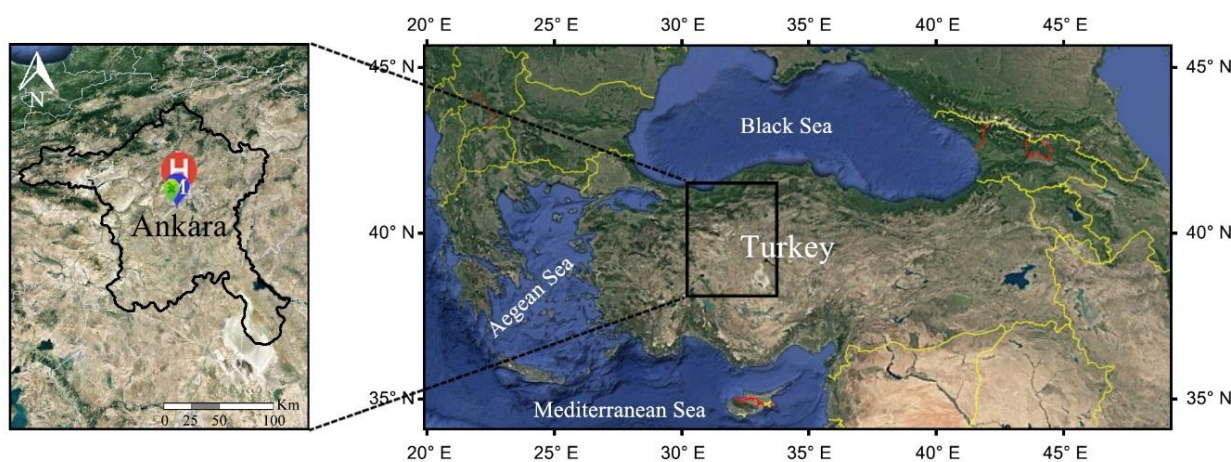 20° E 25° E 30° E 35° E 40° E 45° E
N
H
M
Ankara
Km
0 25 50 100
45° N 45° N
Black Sea
40° N 40° N
Turkey
Aegean Sea
35° N 35° N
Mediterranean Sea
20° E 25° E 30° E 35° E 40° E 45° E